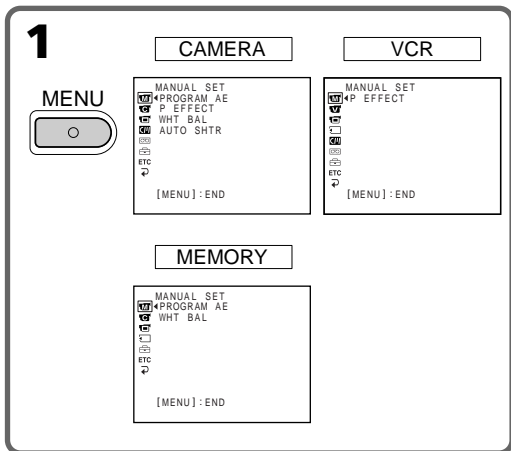 1
CAMERA
VCR
MENU
MANUAL SET
PROGRAM AE
P EFFECT
WHT BAL
AUTO SHTR
ETC
[MENU] : END
MANUAL SET
P EFFECT
ETC
[MENU] : END
MEMORY
MANUAL SET
PROGRAM AE
WHT BAL
ETC
[MENU] : END